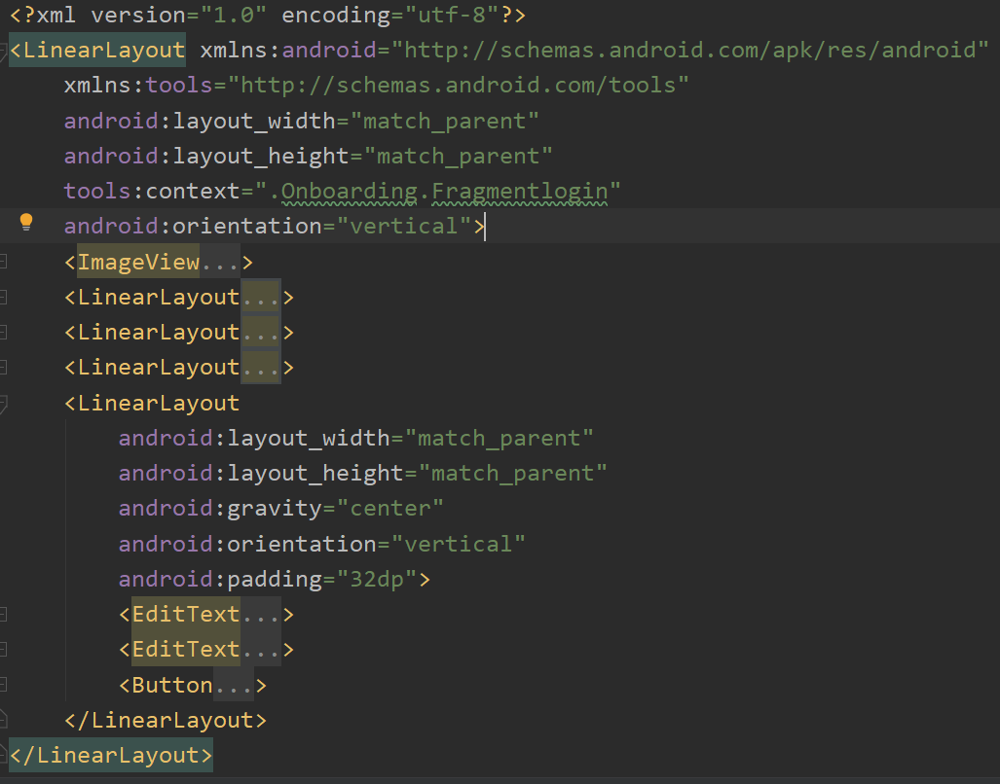 <?xml version="1.0" encoding="utf-8"?>
<LinearLayout xmlns:android="http://schemas.android.com/apk/res/android"
    xmlns:tools="http://schemas.android.com/tools"
    android:layout_width="match_parent"
    android:layout_height="match_parent"
    tools:context=".Onboarding.Fragmentlogin"
    android:orientation="vertical">
    <ImageView...>
    <LinearLayout...>
    <LinearLayout...>
    <LinearLayout...>
    <LinearLayout
        android:layout_width="match_parent"
        android:layout_height="match_parent"
        android:gravity="center"
        android:orientation="vertical"
        android:padding="32dp">
        <EditText...>
        <EditText...>
        <Button...>
    </LinearLayout>
</LinearLayout>